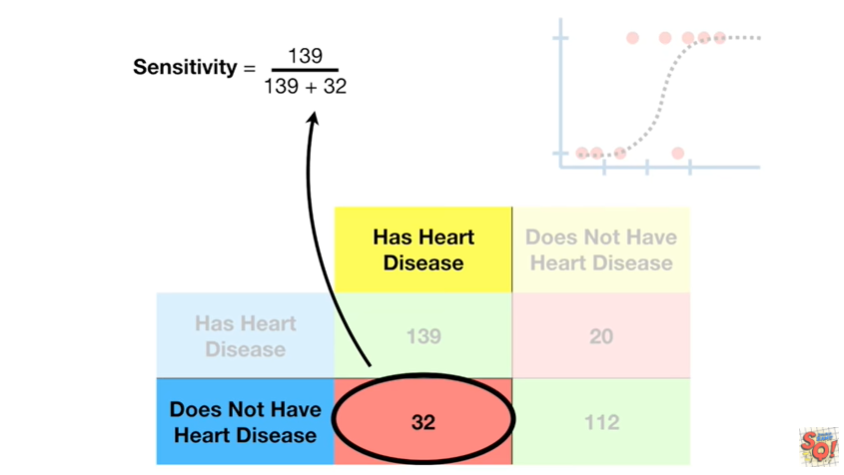 139
Sensitivity =
139 + 32
Has Heart
Disease
Does Not Have
Heart Disease
Has Heart
Disease
139
20
Does Not Have
Heart Disease
32
112
SQ!